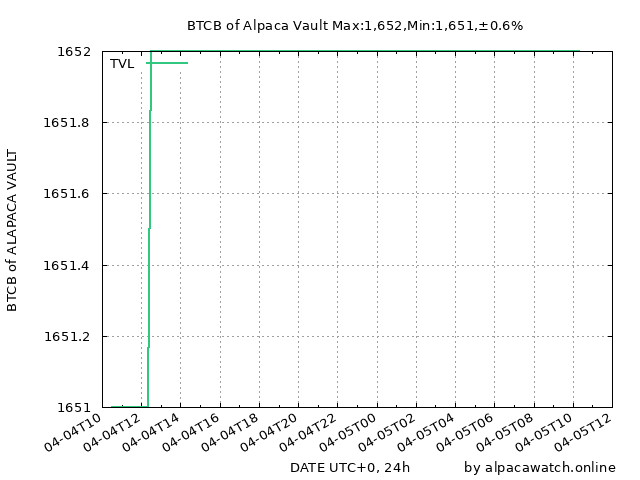 BTCB of Alpaca Vault Max:1,652,Min:1,651,±0.6%
BTCB of ALAPACA VAULT
TVL
1652
1651.8
1651.6
1651.4
1651.2
1651
04-04T10
04-04T12
04-04T14
04-04T16
04-04T18
04-04T20
04-04T22
04-05T00
04-05T02
04-05T04
04-05T06
04-05T08
04-05T10
04-05T12
DATE UTC+0, 24h
by alpacawatch.online